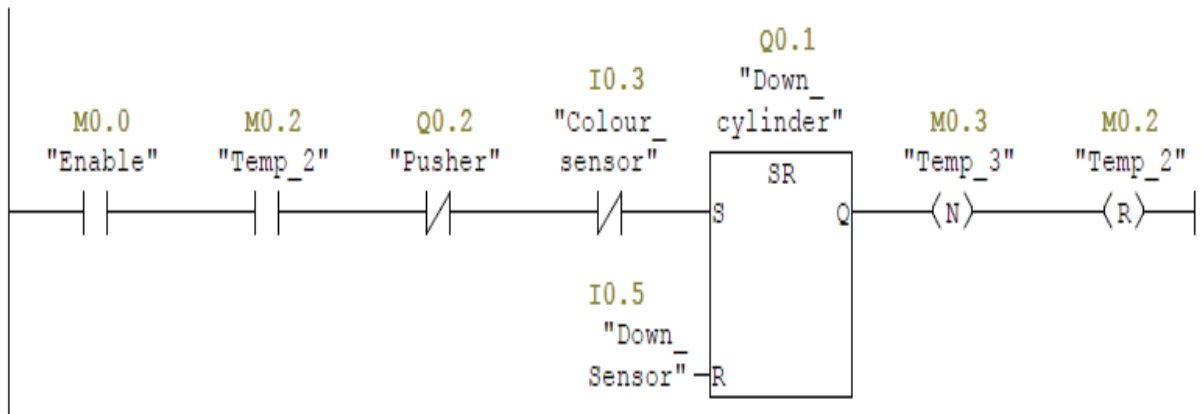 Q0.1
I0.3
"Down_
M0.0
M0.2
Q0.2
"Colour_
cylinder"
M0.3
M0.2
"Enable"
"Temp_2"
"Pusher"
sensor"
SR
"Temp_3"
"Temp_2"
S
Q
N
R
I0.5
"Down_
Sensor"
R